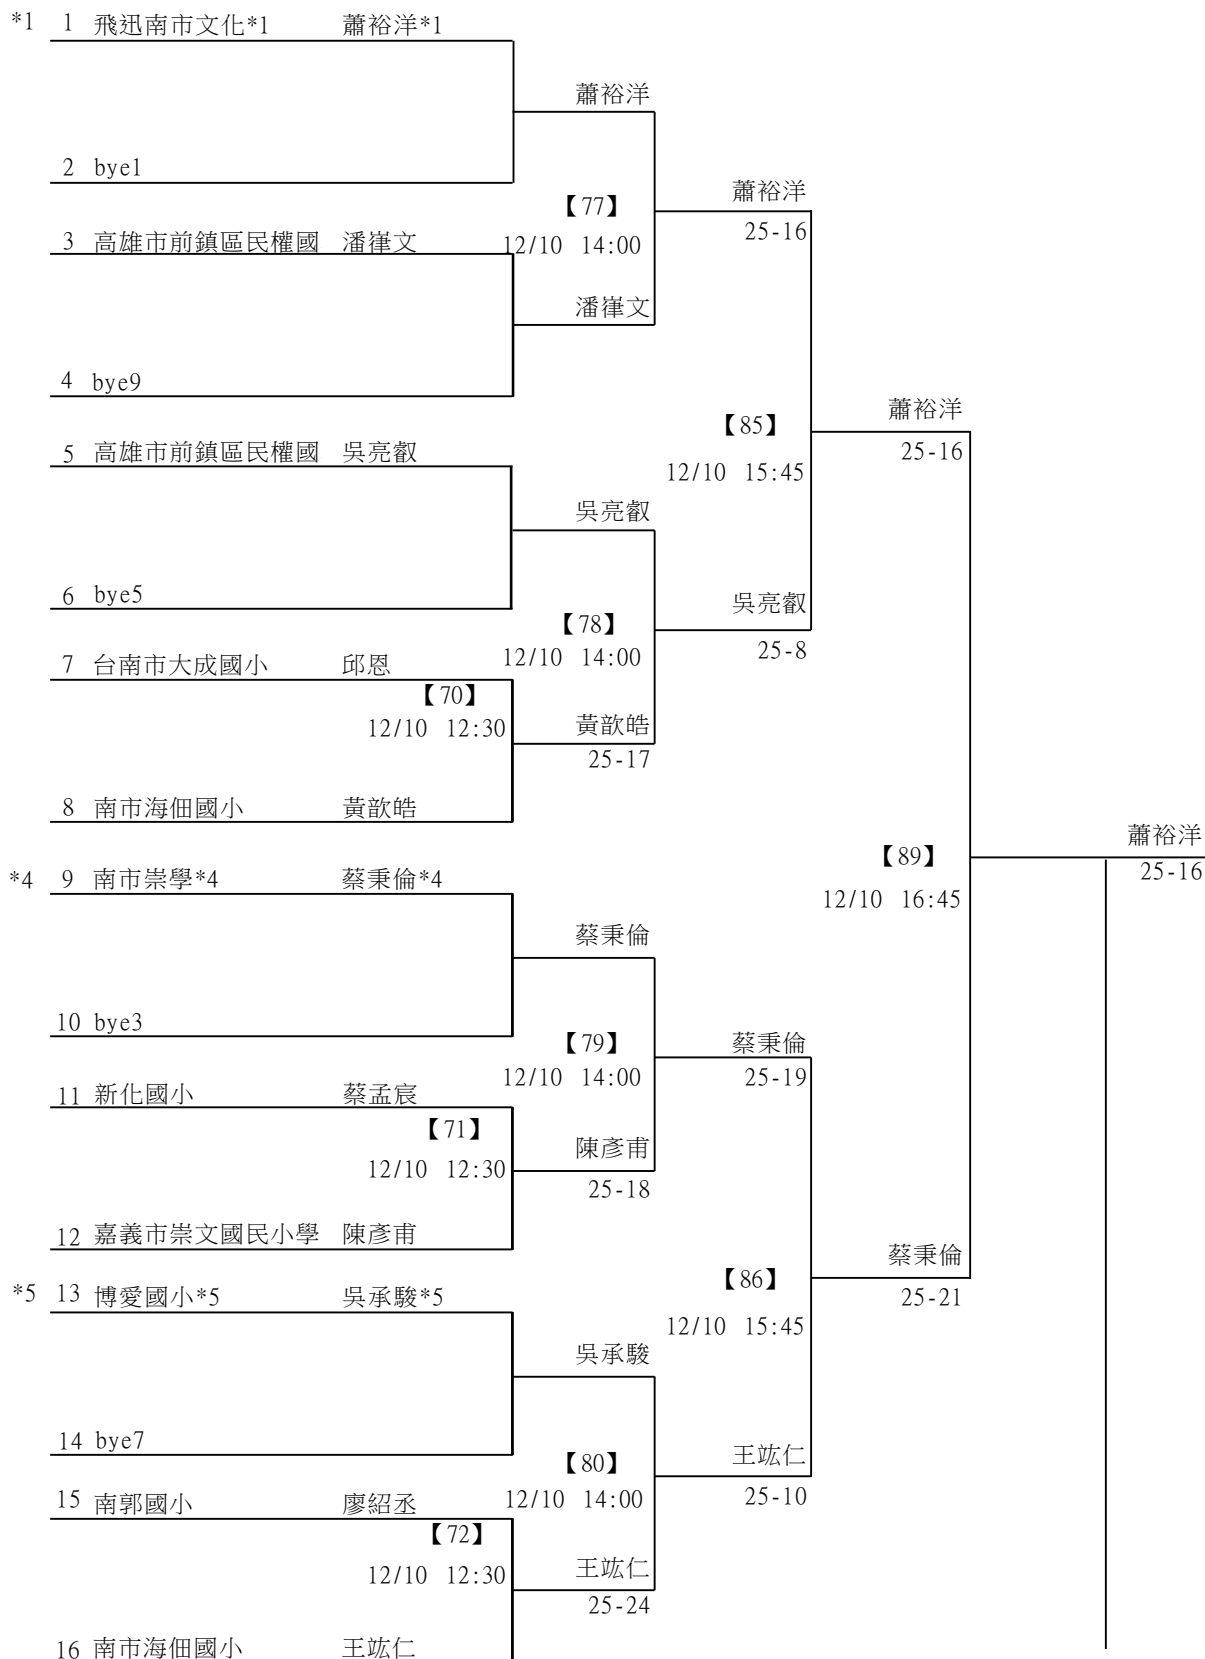 *1 1 飛迅南市文化*1 蕭裕洋*1
蕭裕洋
2 bye1
蕭裕洋
【77】
25-16
3 高雄市前鎮區民權國 潘嵂文
12/10 14:00
潘嵂文
4 bye9
蕭裕洋
【85】
25-16
5 高雄市前鎮區民權國 吳亮叡
12/10 15:45
吳亮叡
6 bye5
吳亮叡
【78】
25-8
7 台南市大成國小 邱恩
12/10 14:00
【70】
12/10 12:30
黃歆皓
25-17
8 南市海佃國小 黃歆皓
蕭裕洋
【89】
25-16
*4 9 南市崇學*4 蔡秉倫*4
12/10 16:45
蔡秉倫
10 bye3
【79】
蔡秉倫
12/10 14:00
25-19
11 新化國小 蔡孟宸
【71】
陳彥甫
12/10 12:30
25-18
12 嘉義市崇文國民小學 陳彥甫
蔡秉倫
【86】
25-21
*5 13 博愛國小*5 吳承駿*5
12/10 15:45
吳承駿
14 bye7
【80】
王竑仁
12/10 14:00
25-10
15 南郭國小 廖紹丞
【72】
12/10 12:30
王竑仁
25-24
16 南市海佃國小 王竑仁